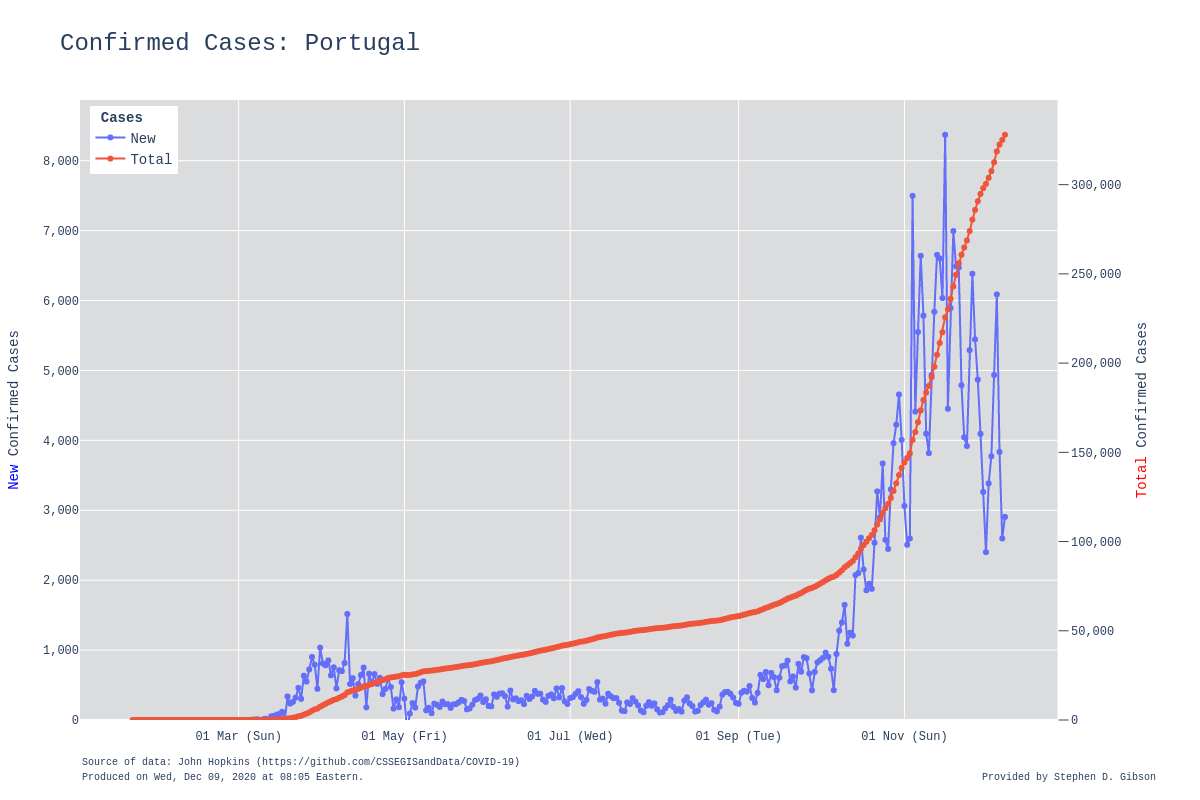 Confirmed Cases: Portugal
Cases
New
Total
8,000
7,000
6,000
5,000
4,000
3,000
2,000
1,000
0
New Confirmed Cases
300,000
250,000
200,000
150,000
100,000
50,000
0
Total Confirmed Cases
01 Mar (Sun)
01 May (Fri)
01 Jul (Wed)
01 Sep (Tue)
01 Nov (Sun)
Source of data: John Hopkins (https://github.com/CSSEGISandData/COVID-19)
Produced on Wed, Dec 09, 2020 at 08:05 Eastern.
Provided by Stephen D. Gibson